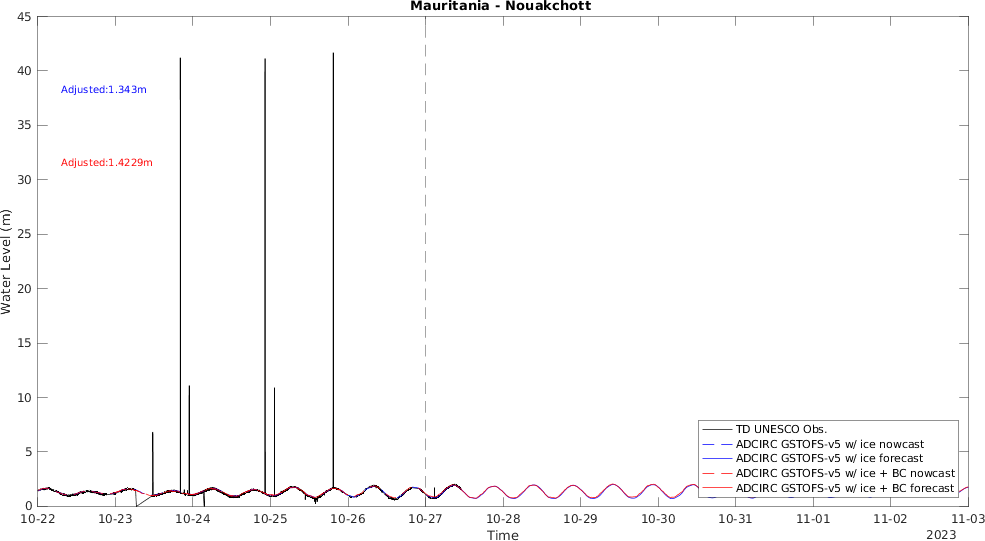 Mauritania - Nouakchott
45
40
35
30
25
20
15
10
5
0
Water Level (m)
Adjusted:1.343m
Adjusted:1.4229m
TD UNESCO Obs.
ADCIRC GSTOFS-v5 w/ ice nowcast
ADCIRC GSTOFS-v5 w/ ice forecast
ADCIRC GSTOFS-v5 w/ ice + BC nowcast
ADCIRC GSTOFS-v5 w/ ice + BC forecast
10-22 10-23 10-24 10-25 10-26 10-27 10-28 10-29 10-30 10-31 11-01 11-02 11-03
Time
2023